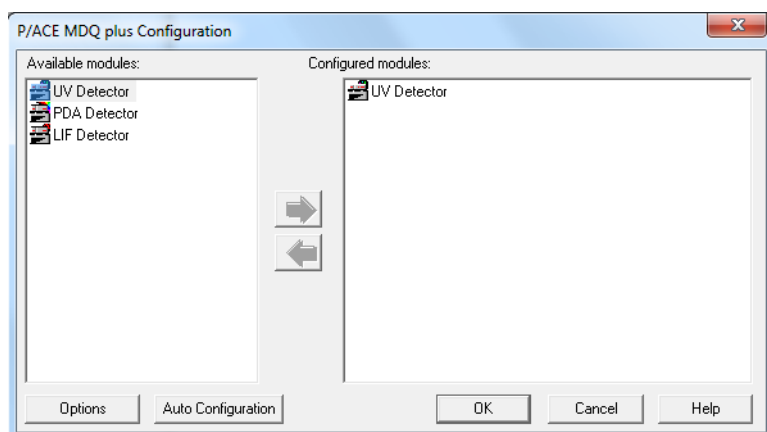 P/ACE MDQ plus Configuration
Available modules:
Configured modules:
UV Detector
PDA Detector
LIF Detector
UV Detector
Options
Auto Configuration
OK
Cancel
Help